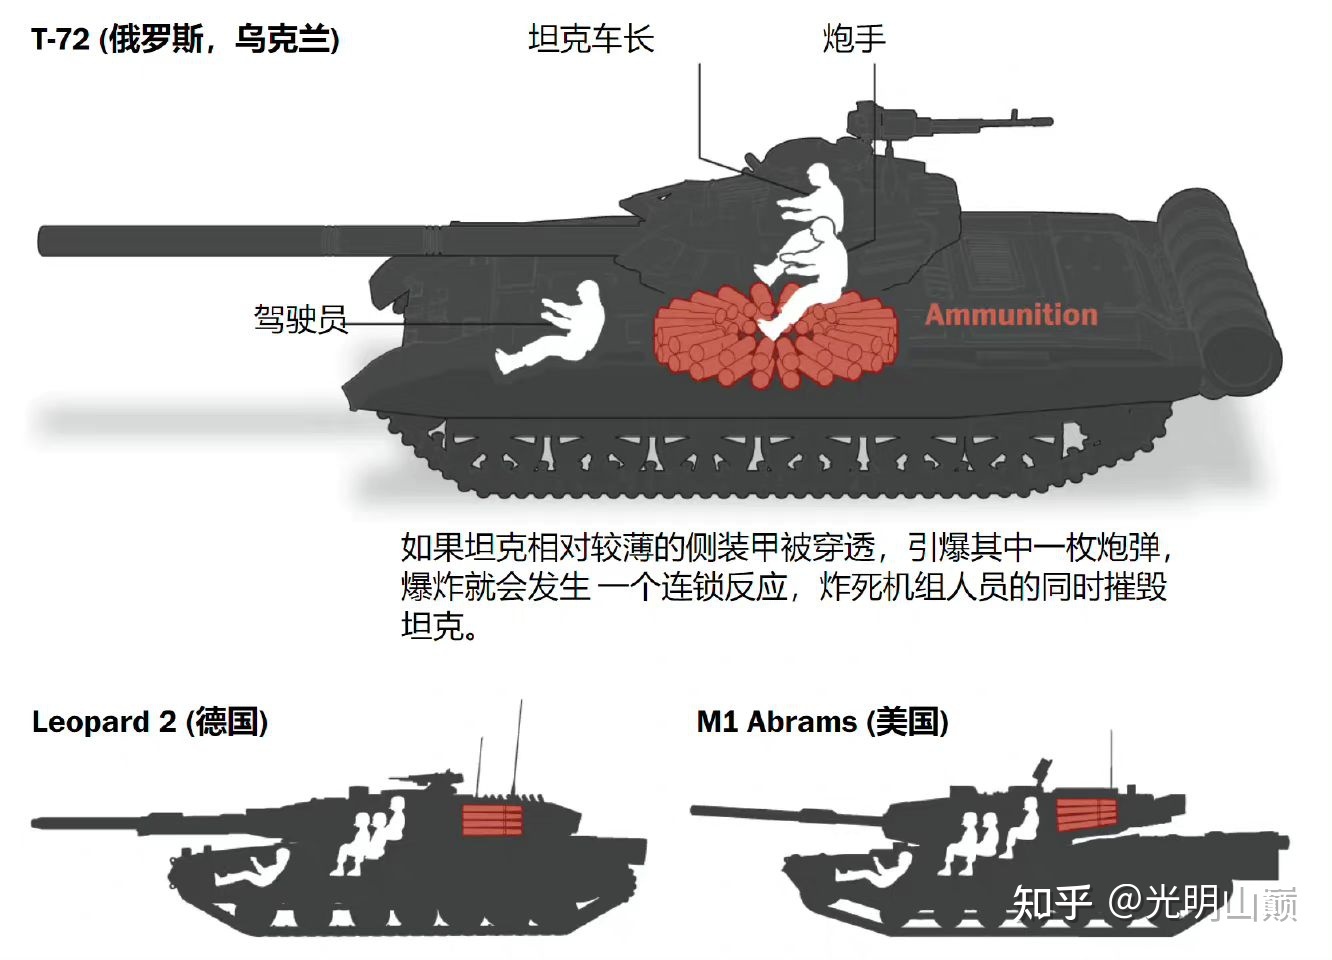 T-72 (俄罗斯，乌克兰)
坦克车长
炮手
驾驶员
Ammunition
如果坦克相对较薄的侧装甲被穿透，引爆其中一枚炮弹，
爆炸就会发生 一个连锁反应，炸死机组人员的同时摧毁
坦克。
Leopard 2 (德国)
M1 Abrams (美国)
知乎 @光明山巅